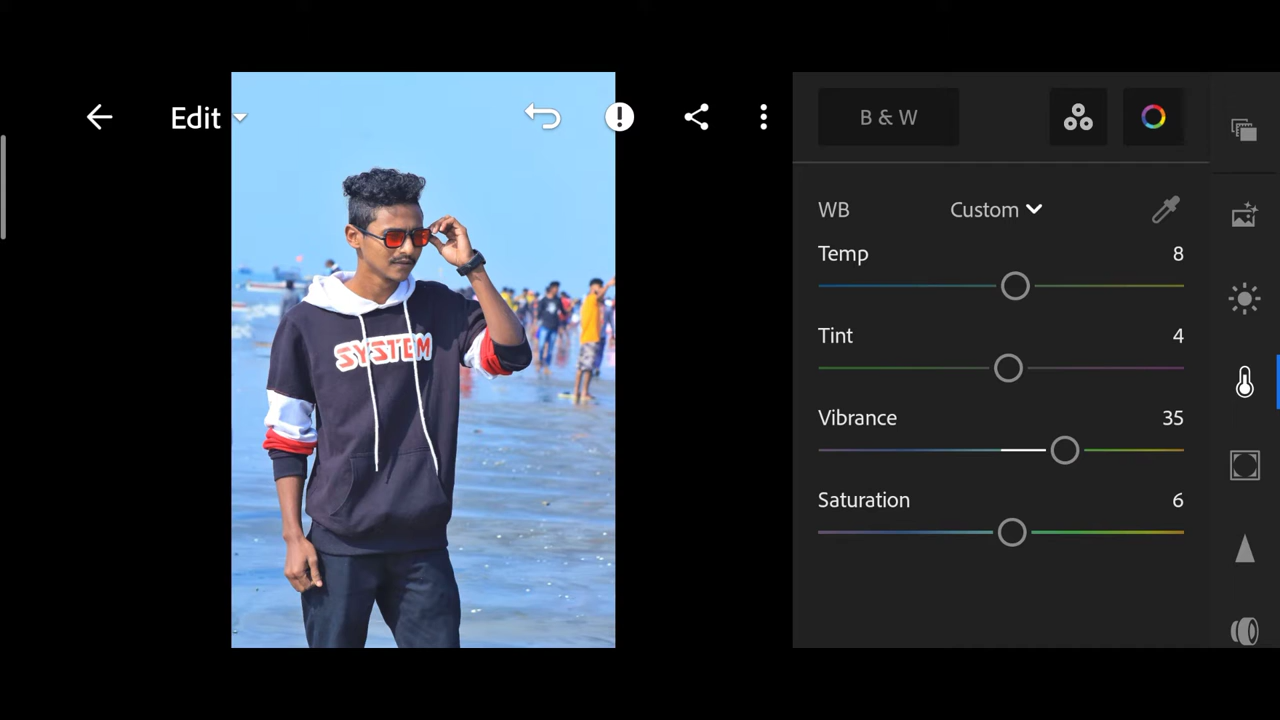 Edit
B & W
WB Custom
Temp 8
Tint 4
Vibrance 35
Saturation 6
SYSTEM